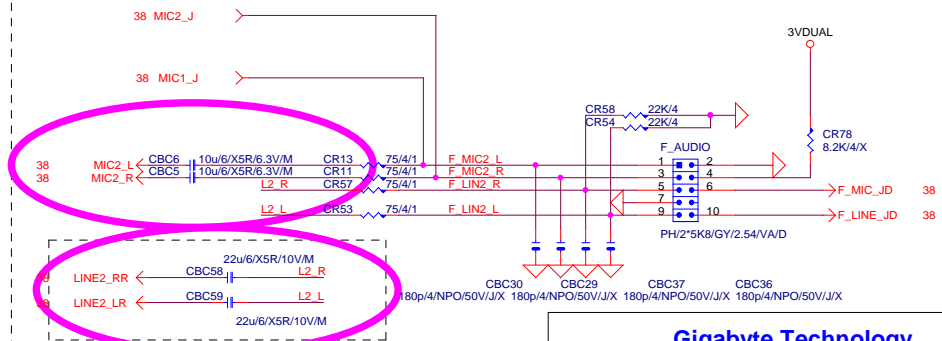 38 MIC2_J
3VDUAL
38 MIC1_J
CR58 22K/4
CR54 22K/4
CR78
8.2K/4/X
F_AUDIO
38 MIC2_L CBC6 10u/6/X5R/6.3V/M CR13 75/4/1 F_MIC2_L 1 2
38 MIC2_R CBC5 10u/6/X5R/6.3V/M CR11 75/4/1 F_MIC2_R 3 4
L2_R CR57 75/4/1 F_LIN2_R 5 6 F_MIC_JD 38
7
L2_L CR53 75/4/1 F_LIN2_L 9 10 F_LINE_JD 38
PH/2*5K8/GY/2.54/VA/D
22u/6/X5R/10V/M
38 LINE2_RR CBC58 L2_R
38 LINE2_LR CBC59 L2_L
22u/6/X5R/10V/M
CBC30 CBC29 CBC37 CBC36
180p/4/NPO/50V/J/X 180p/4/NPO/50V/J/X 180p/4/NPO/50V/J/X 180p/4/NPO/50V/J/X
Gigabyte Technology